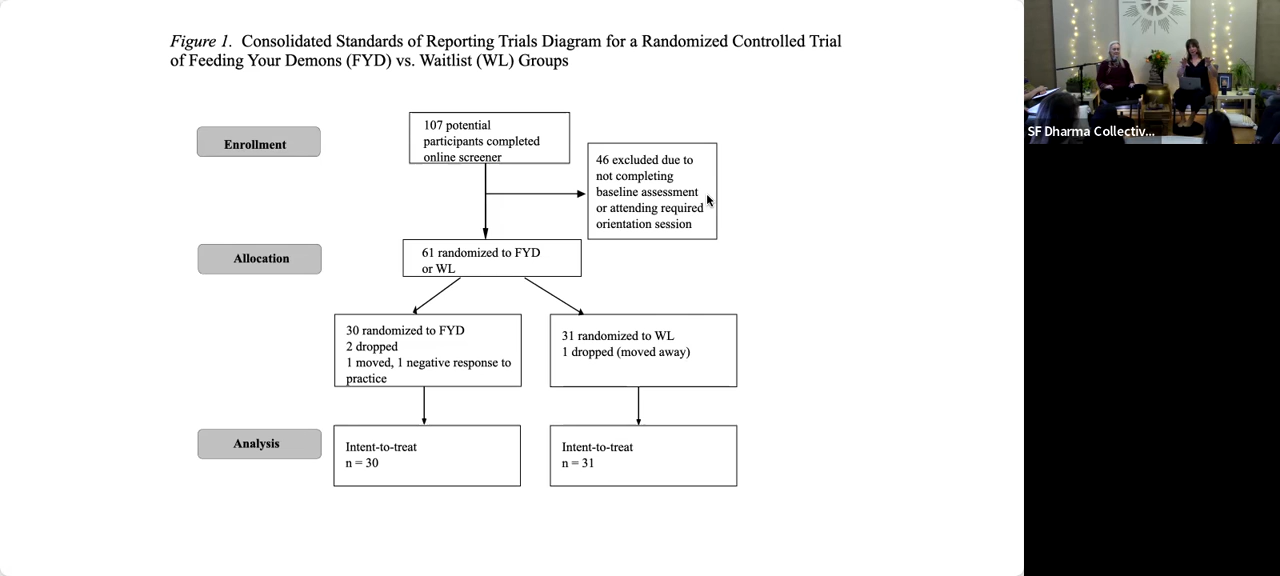 Figure 1. Consolidated Standards of Reporting Trials Diagram for a Randomized Controlled Trial
of Feeding Your Demons (FYD) vs. Waitlist (WL) Groups
Enrollment
107 potential
participants completed
online screener
46 excluded due to
not completing
baseline assessment
or attending required
orientation session
Allocation
61 randomized to FYD
or WL
30 randomized to FYD
2 dropped
1 moved, 1 negative response to
practice
31 randomized to WL
1 dropped (moved away)
Analysis
Intent-to-treat
n = 30
Intent-to-treat
n = 31
SF Dharma Collectiv...